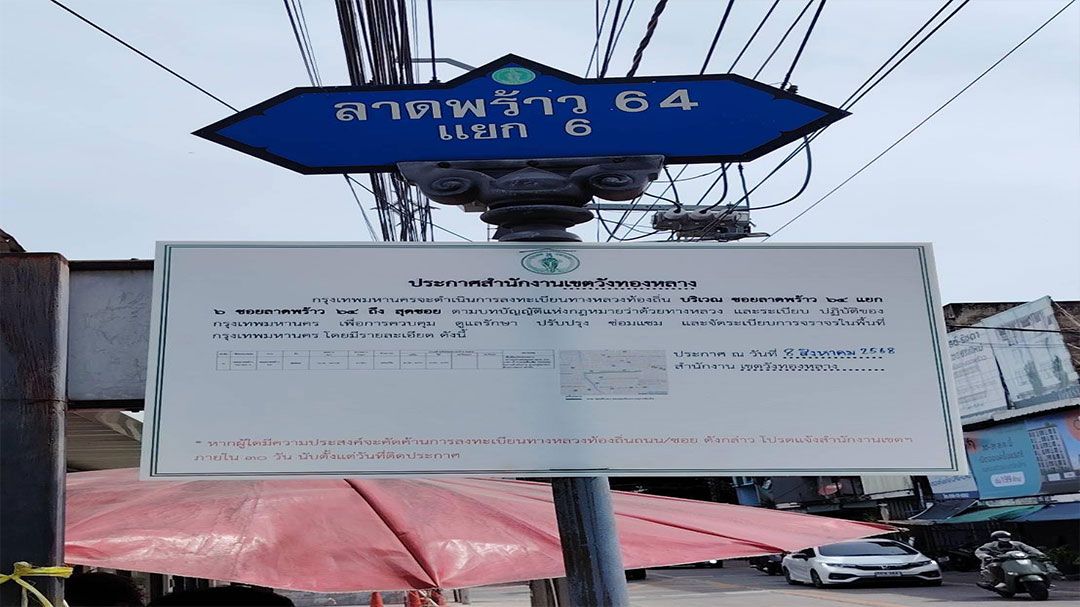 ลาดพร้าว 64
แยก 6
ประกาศสำนักงานเขตวังทองหลาง
กรุงเทพมหานครจะดำเนินการลงทะเบียนทางหลวงท้องถิ่น บริเวณ ซอยลาดพร้าว ๖๔ แยก
๖ ซอยลาดพร้าว ๖๔ ถึง สุดซอย ตามบทบัญญัติแห่งกฎหมายว่าด้วยทางหลวง และระเบียบ ปฏิบัติของ
กรุงเทพมหานคร เพื่อการควบคุม ดูแลรักษา ปรับปรุง ซ่อมแซม และจัดระเบียบการจราจรในพื้นที่
กรุงเทพมหานคร โดยมีรายละเอียด ดังนี้
ประกาศ ณ วันที่ 8 สิงหาคม 2568
สำนักงาน เขตวังทองหลาง
* หากผู้ใดมีความประสงค์จะคัดค้านการลงทะเบียนทางหลวงท้องถิ่นถนน/ซอย ดังกล่าว โปรดแจ้งสำนักงานเขตฯ
ภายใน ๓๐ วัน นับตั้งแต่วันที่ติดประกาศ